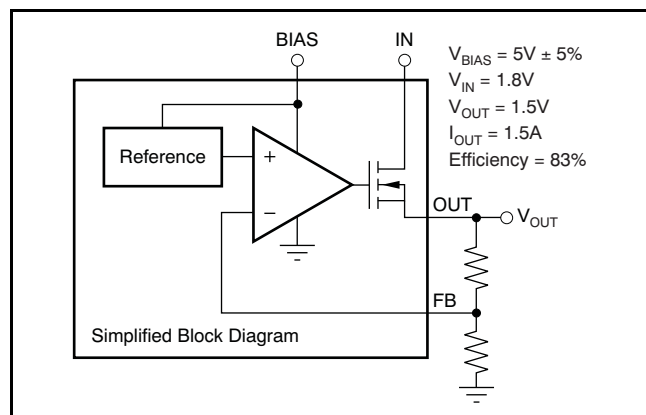 BIAS
IN
V_BIAS = 5V ± 5%
V_IN = 1.8V
V_OUT = 1.5V
I_OUT = 1.5A
Efficiency = 83%
Reference
+
−
OUT
V_OUT
FB
Simplified Block Diagram